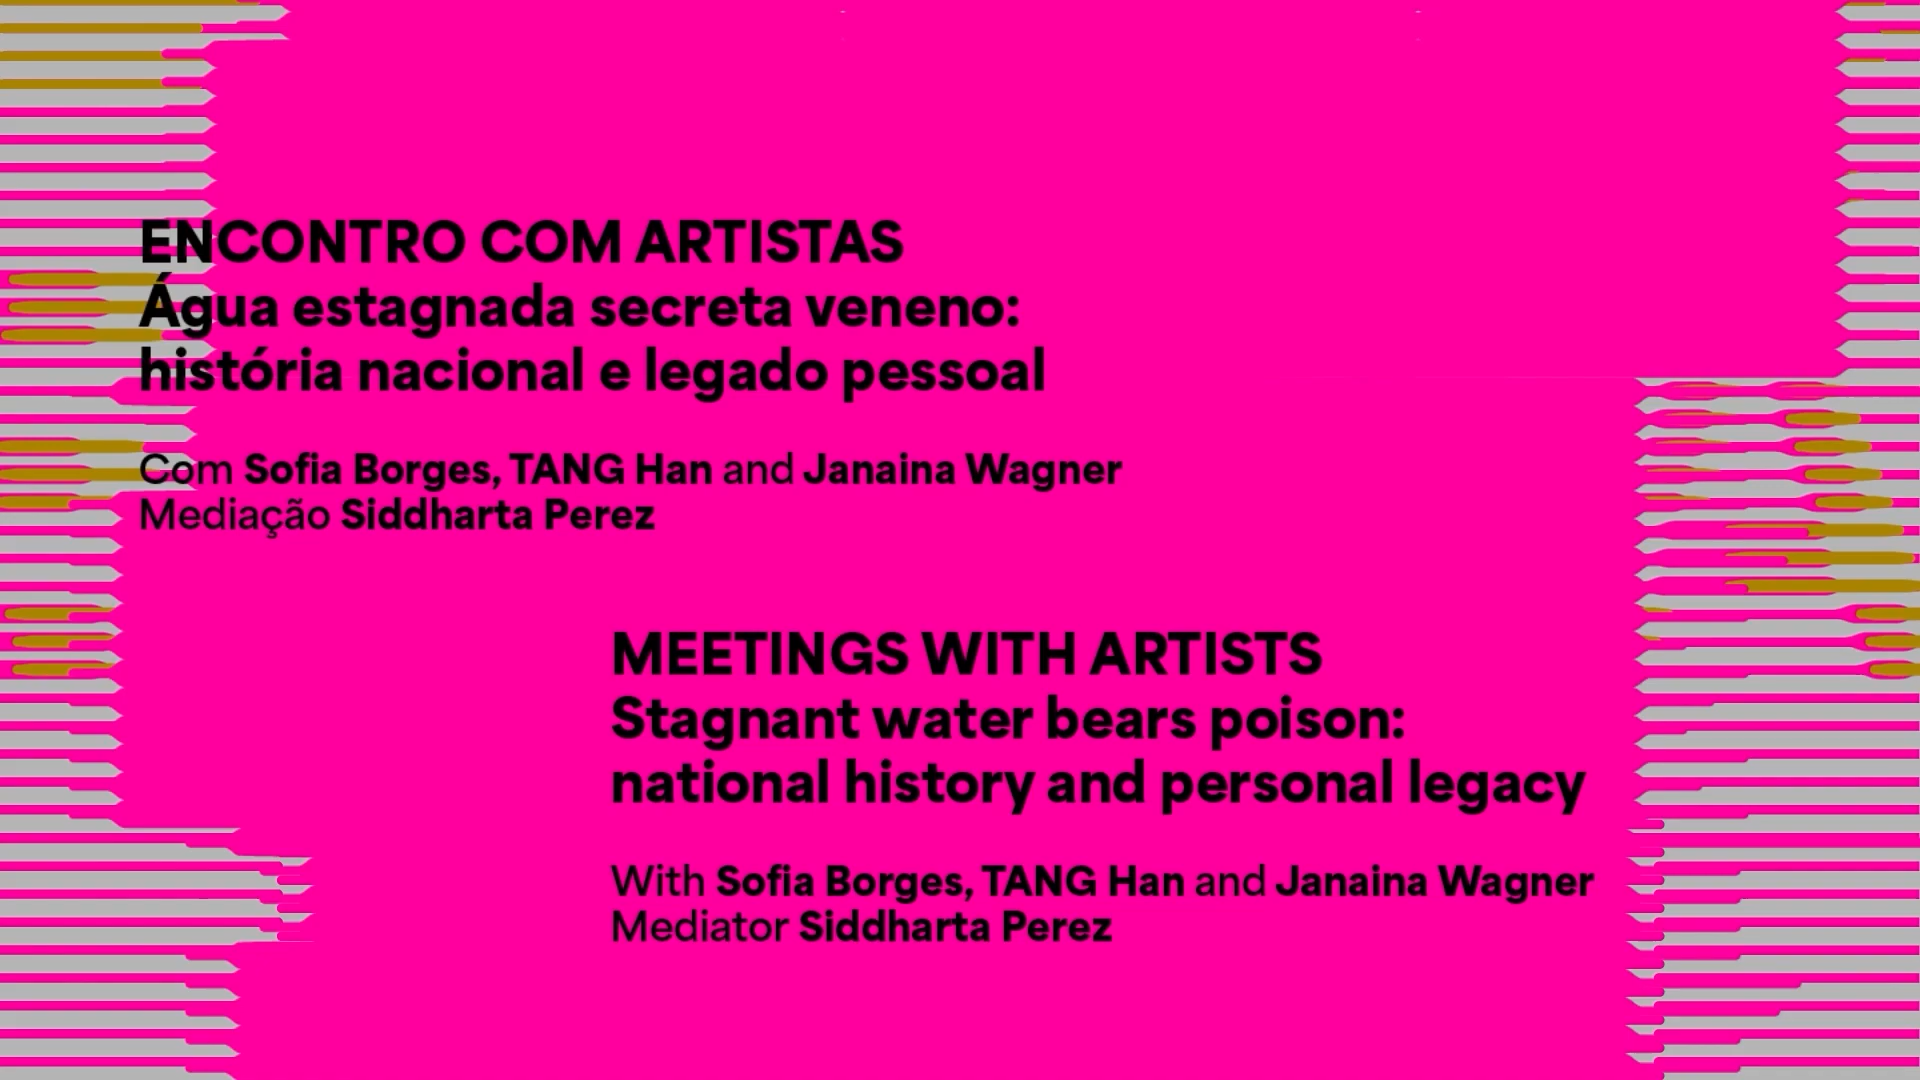 ENCONTRO COM ARTISTAS
Água estagnada secreta veneno:
história nacional e legado pessoal
Com Sofia Borges, TANG Han and Janaina Wagner
Mediação Siddharta Perez
MEETINGS WITH ARTISTS
Stagnant water bears poison:
national history and personal legacy
With Sofia Borges, TANG Han and Janaina Wagner
Mediator Siddharta Perez